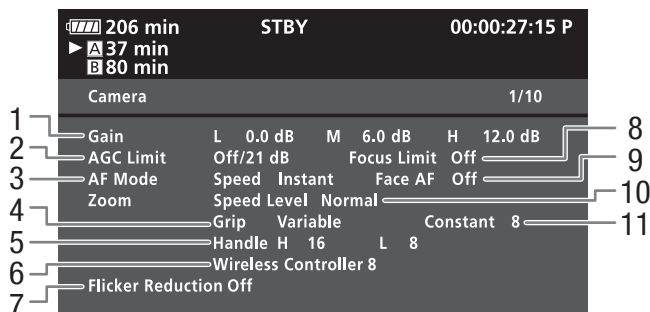 206 min STBY 00:00:27:15 P
A 37 min
B 80 min
Camera 1/10
1 Gain L 0.0 dB M 6.0 dB H 12.0 dB
2 AGC Limit Off/21 dB Focus Limit Off 8
3 AF Mode Speed Instant Face AF Off 9
Zoom Speed Level Normal 10
4 Grip Variable Constant 8 11
5 Handle H 16 L 8
6 Wireless Controller 8
7 Flicker Reduction Off